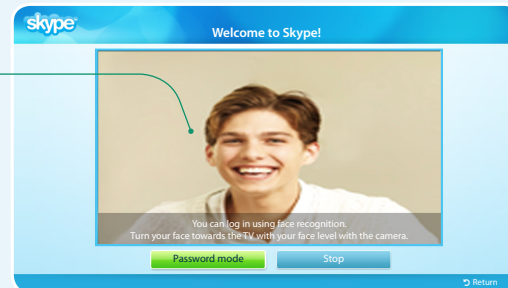 skype
Welcome to Skype!
You can log in using face recognition.
Turn your face towards the TV with your face level with the camera.
Password mode
Stop
Return